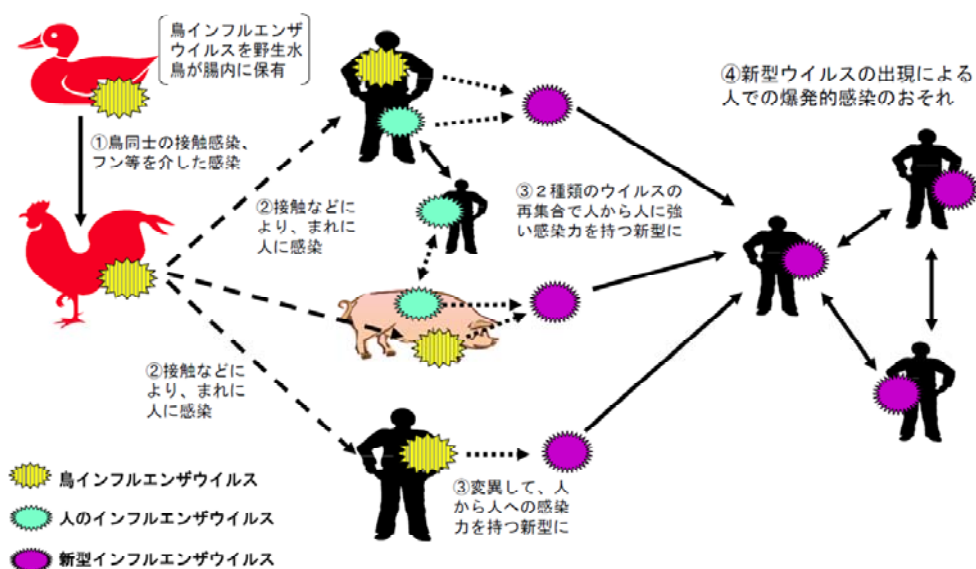 鳥インフルエンザ
ウイルスを野生水
鳥が腸内に保有
①鳥同士の接触感染、
フン等を介した感染
②接触などに
より、まれに
人に感染
③２種類のウイルスの
再集合で人から人に強
い感染力を持つ新型に
④新型ウイルスの出現による
人での爆発的感染のおそれ
②接触などに
より、まれに
人に感染
③変異して、人
から人への感染
力を持つ新型に
鳥インフルエンザウイルス
人のインフルエンザウイルス
新型インフルエンザウイルス